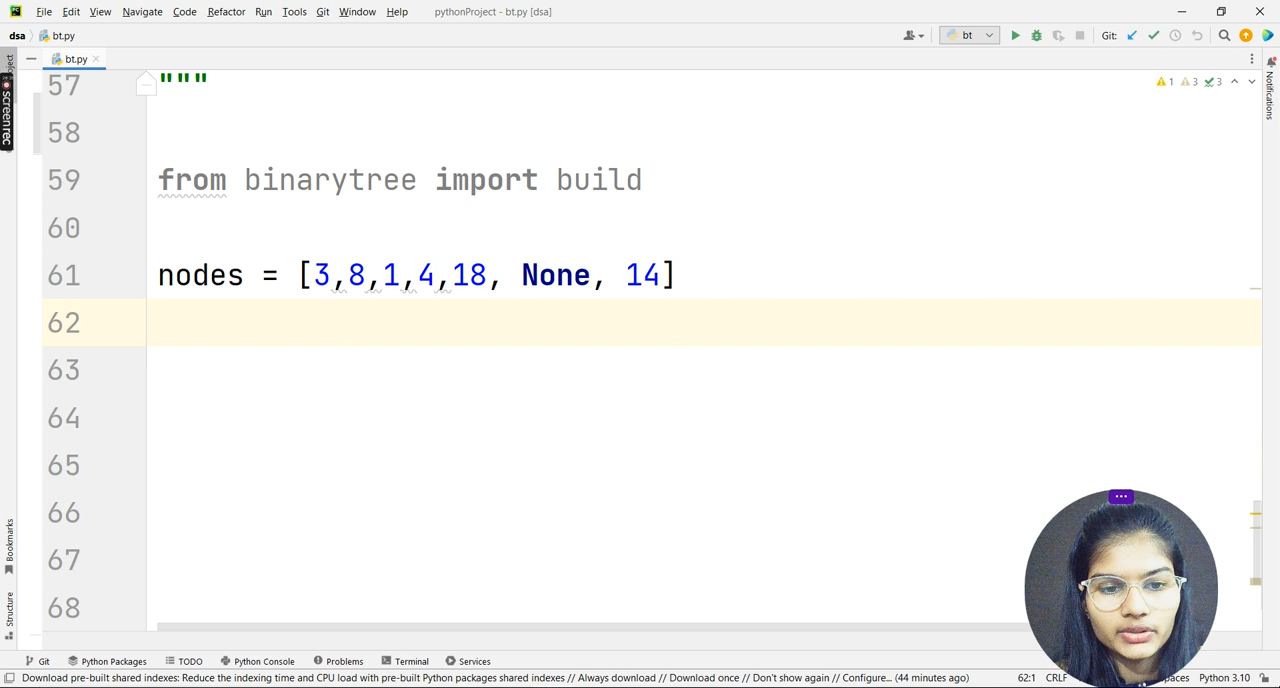 File Edit View Navigate Code Refactor Run Tools Git Window Help pythonProject - bt.py [dsa]
dsa bt.py bt Git:
bt.py
screenrec
Notifications
57 """ 1 3 3
58
59 from binarytree import build
60
61 nodes = [3,8,1,4,18, None, 14]
62
63
64
65
66
67
68
Bookmarks
Structure
Git Python Packages TODO Python Console Problems Terminal Services
Download pre-built shared indexes: Reduce the indexing time and CPU load with pre-built Python packages shared indexes // Always download // Download once // Don't show again // Configure... (44 minutes ago) 62:1 CRLF Python 3.10